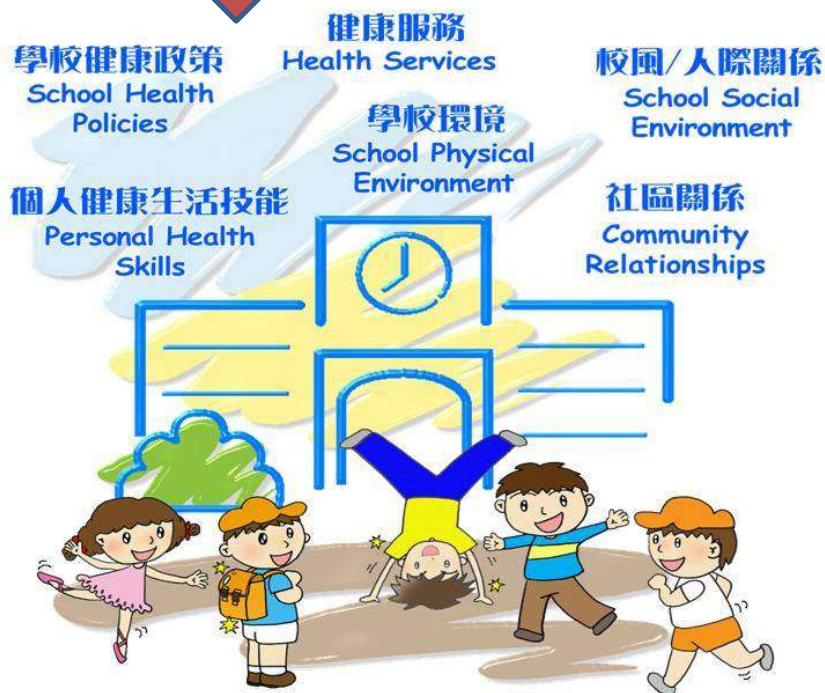 健康服務
Health Services
學校健康政策
School Health
Policies
校風/人際關係
School Social
Environment
學校環境
School Physical
Environment
個人健康生活技能
Personal Health
Skills
社區關係
Community
Relationships